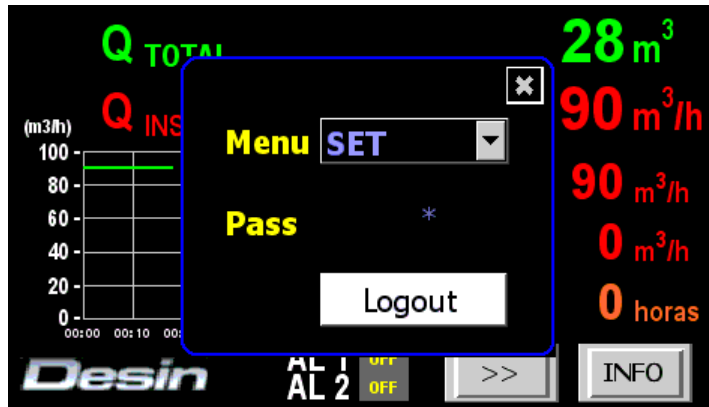 Q TOTAL 28 m³
Q INS 90 m³/h
(m3/h)
100
80
60
40
20
0
00:00 00:10 00:
Menu SET
Pass *
Logout
90 m³/h
0 m³/h
0 horas
Desin
AL 1 OFF
AL 2 OFF
>>
INFO